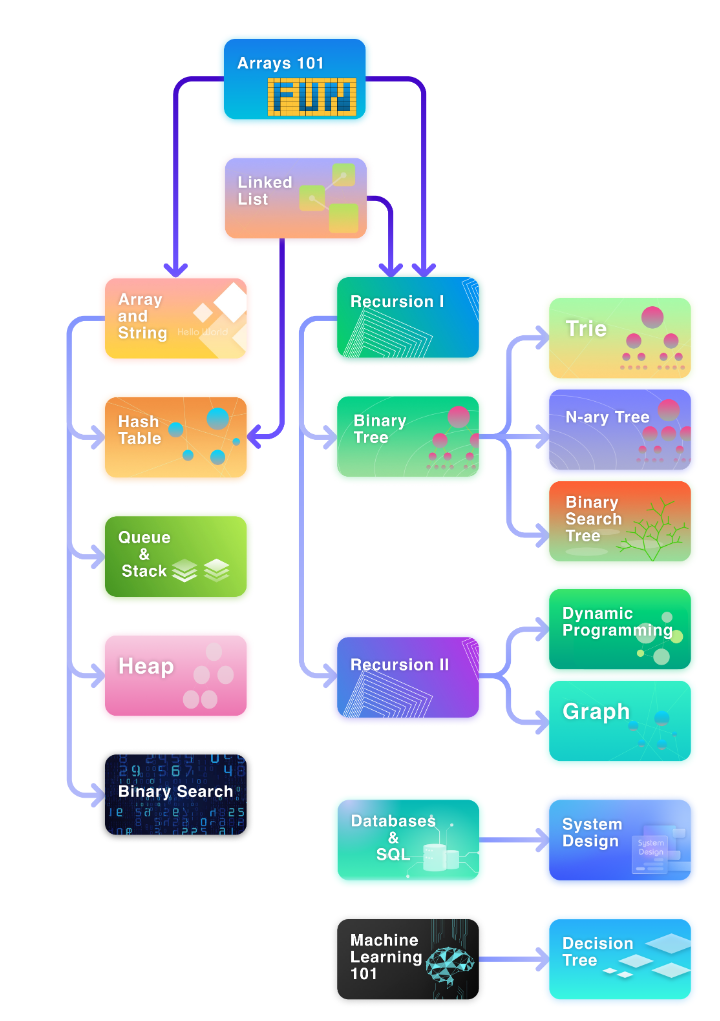 Arrays 101
FUN
Linked
List
Array
and
String
Hello World
Recursion I
Trie
Hash
Table
Binary
Tree
N-ary Tree
Binary
Search
Tree
Queue
&
Stack
Dynamic
Programming
Heap
Recursion II
Graph
Binary Search
Databases
&
SQL
System
Design
System
Design
Machine
Learning
101
Decision
Tree